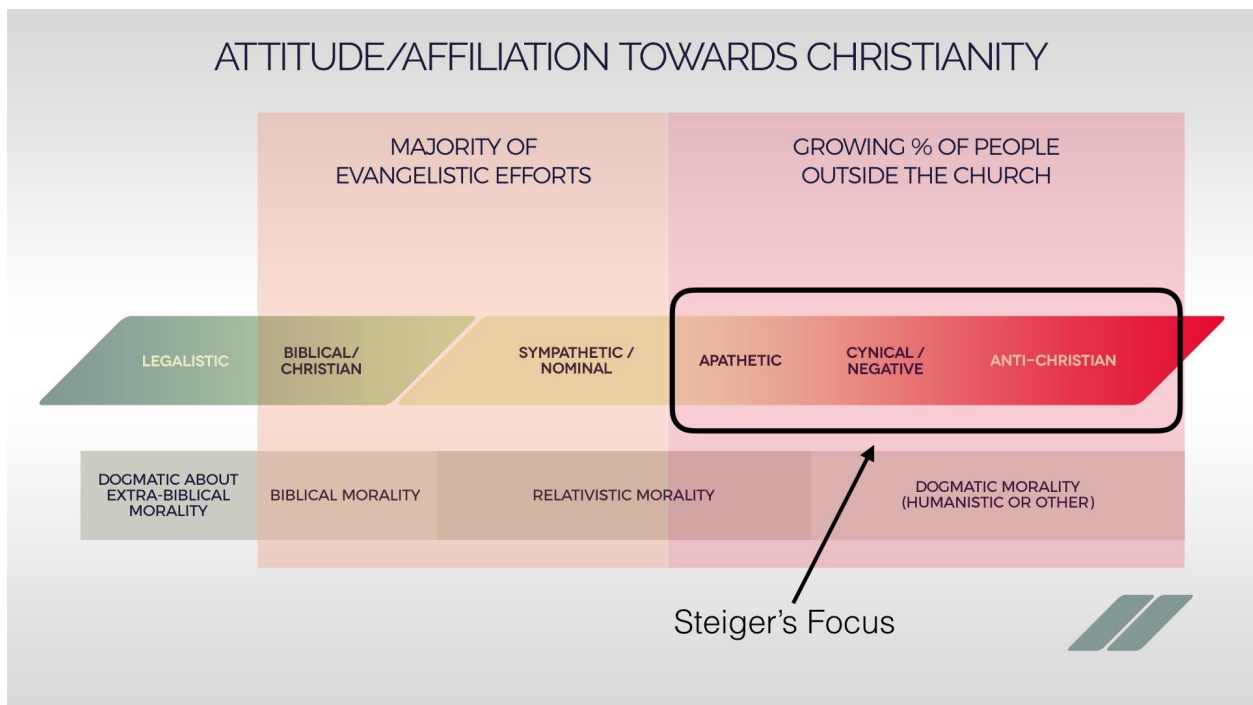 ATTITUDE/AFFILIATION TOWARDS CHRISTIANITY
MAJORITY OF
EVANGELISTIC EFFORTS
GROWING % OF PEOPLE
OUTSIDE THE CHURCH
LEGALISTIC
BIBLICAL/
CHRISTIAN
SYMPATHETIC /
NOMINAL
APATHETIC
CYNICAL /
NEGATIVE
ANTI-CHRISTIAN
DOGMATIC ABOUT
EXTRA-BIBLICAL
MORALITY
BIBLICAL MORALITY
RELATIVISTIC MORALITY
DOGMATIC MORALITY
(HUMANISTIC OR OTHER)
Steiger's Focus